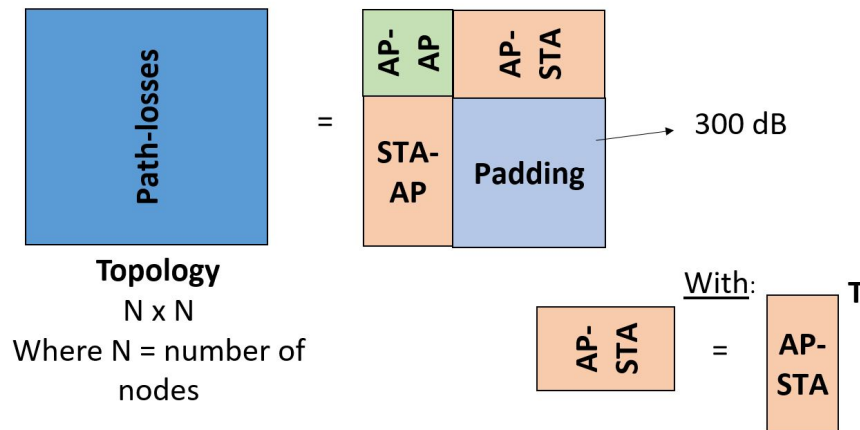 Path-losses
=
AP-
AP
AP-
STA
STA-
AP
Padding
300 dB
Topology
N x N
Where N = number of
nodes
With:
AP-
STA
=
AP-
STA
T